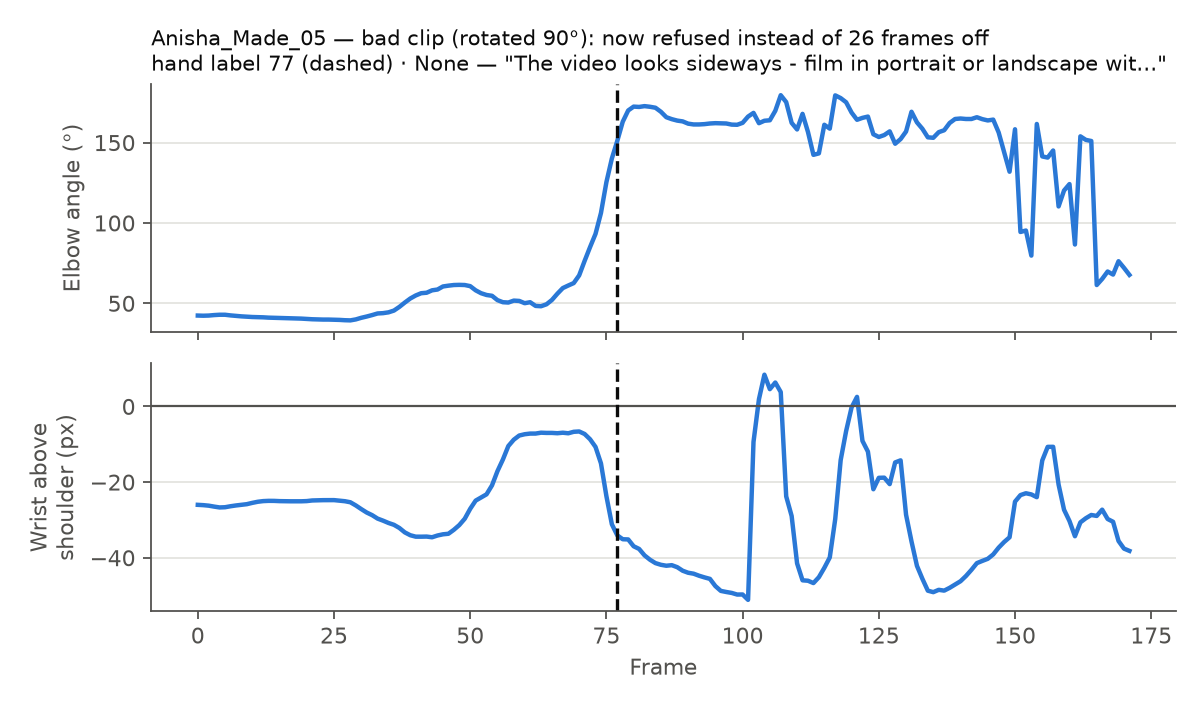 Anisha_Made_05 — bad clip (rotated 90°): now refused instead of 26 frames off
hand label 77 (dashed) · None — "The video looks sideways - film in portrait or landscape wit..."
Elbow angle (°)
150
100
50
Wrist above
shoulder (px)
0
−20
−40
0 25 50 75 100 125 150 175
Frame